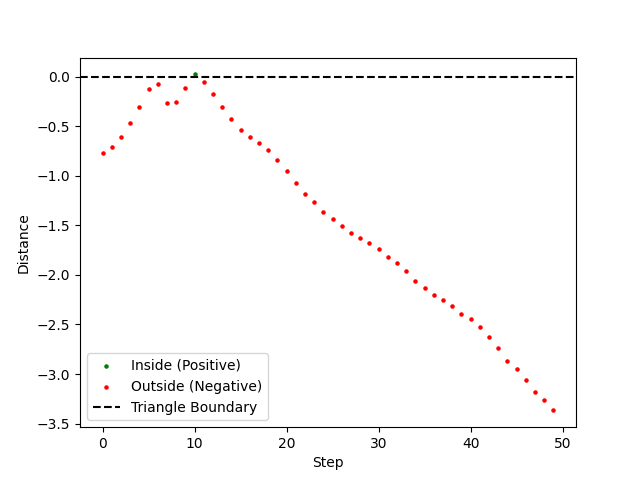 0.0
−0.5
−1.0
−1.5
−2.0
−2.5
−3.0
−3.5
Distance
Inside (Positive)
Outside (Negative)
Triangle Boundary
0 10 20 30 40 50
Step